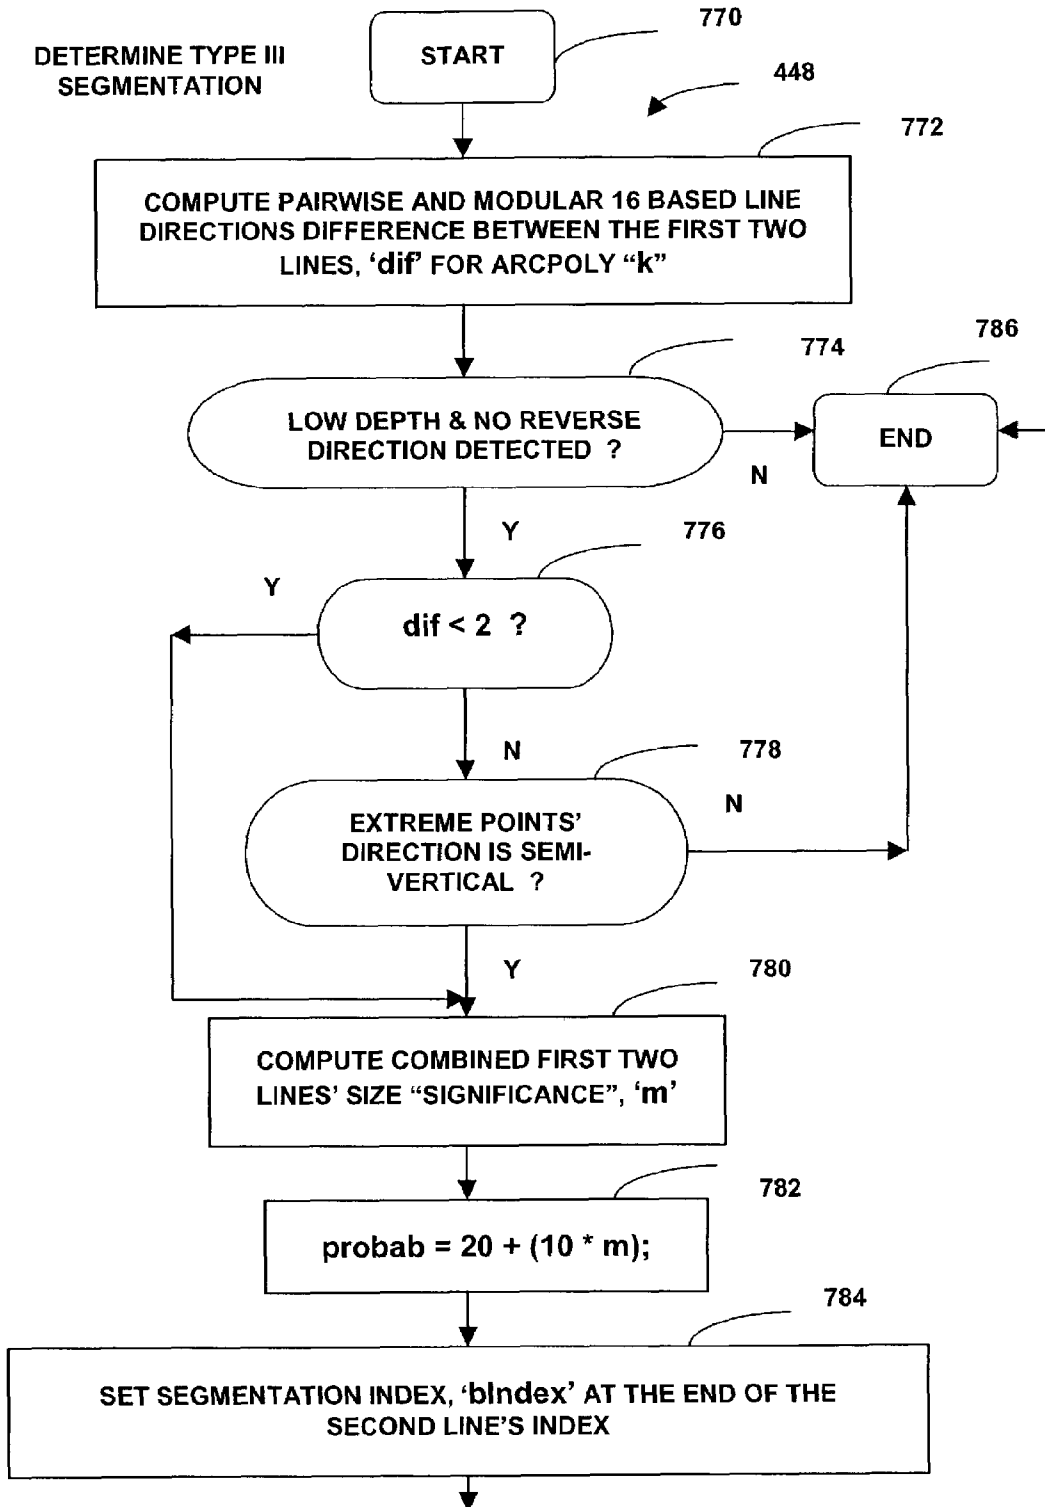 770
DETERMINE TYPE III
SEGMENTATION
START
448
772
COMPUTE PAIRWISE AND MODULAR 16 BASED LINE
DIRECTIONS DIFFERENCE BETWEEN THE FIRST TWO
LINES, ‘dif’ FOR ARCPOLY “k”
786
774
LOW DEPTH & NO REVERSE
DIRECTION DETECTED ?
END
N
Y
776
Y
dif < 2 ?
N
778
N
EXTREME POINTS’
DIRECTION IS SEMI-
VERTICAL ?
Y
780
COMPUTE COMBINED FIRST TWO
LINES’ SIZE “SIGNIFICANCE”, ‘m’
782
probab = 20 + (10 * m);
784
SET SEGMENTATION INDEX, ‘bIndex’ AT THE END OF THE
SECOND LINE’S INDEX